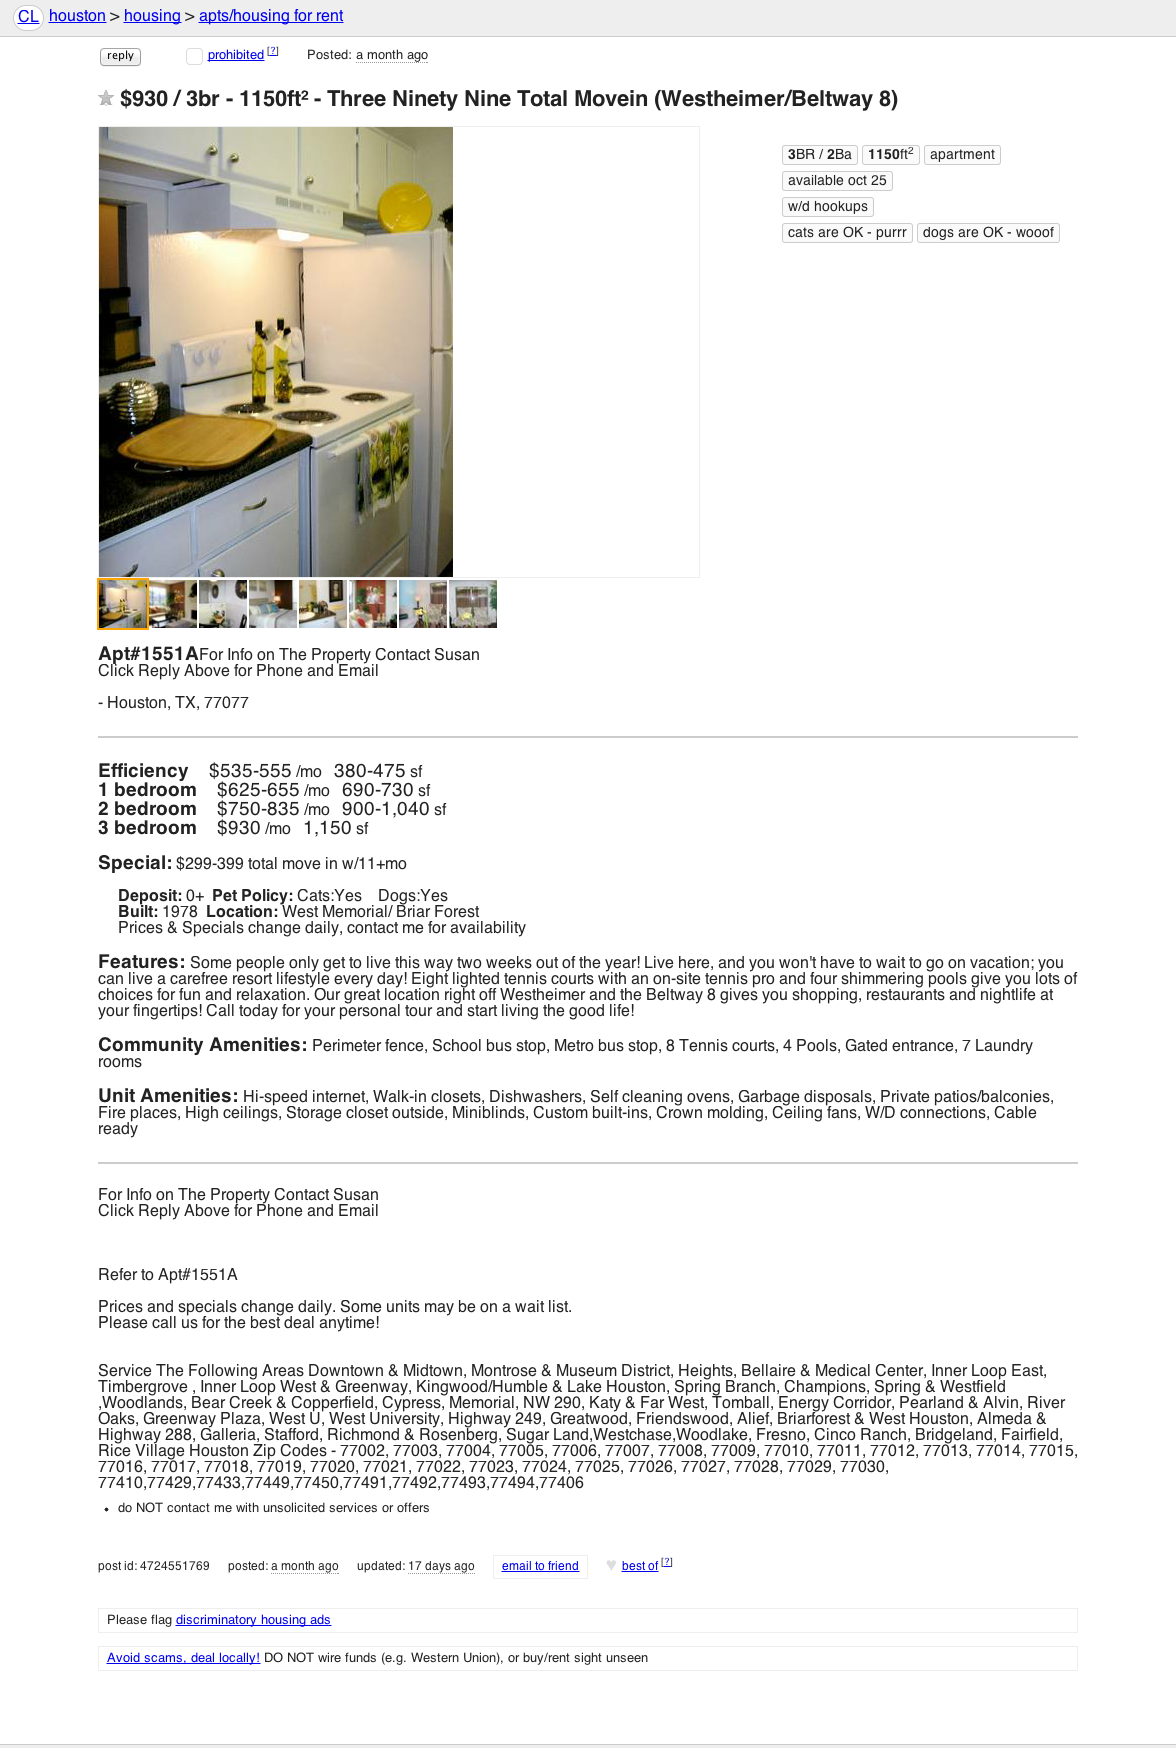 CL houston > housing > apts/housing for rent
reply prohibited [?] Posted: a month ago
$930 / 3br - 1150ft² - Three Ninety Nine Total Movein (Westheimer/Beltway 8)
3BR / 2Ba 1150ft2 apartment
available oct 25
w/d hookups
cats are OK - purrr dogs are OK - wooof
Apt#1551AFor Info on The Property Contact Susan
Click Reply Above for Phone and Email
- Houston, TX, 77077
Efficiency $535-555 /mo 380-475 sf
1 bedroom $625-655 /mo 690-730 sf
2 bedroom $750-835 /mo 900-1,040 sf
3 bedroom $930 /mo 1,150 sf
Special: $299-399 total move in w/11+mo
Deposit: 0+ Pet Policy: Cats:Yes Dogs:Yes
Built: 1978 Location: West Memorial/ Briar Forest
Prices & Specials change daily, contact me for availability
Features: Some people only get to live this way two weeks out of the year! Live here, and you won't have to wait to go on vacation; you
can live a carefree resort lifestyle every day! Eight lighted tennis courts with an on-site tennis pro and four shimmering pools give you lots of
choices for fun and relaxation. Our great location right off Westheimer and the Beltway 8 gives you shopping, restaurants and nightlife at
your fingertips! Call today for your personal tour and start living the good life!
Community Amenities: Perimeter fence, School bus stop, Metro bus stop, 8 Tennis courts, 4 Pools, Gated entrance, 7 Laundry
rooms
Unit Amenities: Hi-speed internet, Walk-in closets, Dishwashers, Self cleaning ovens, Garbage disposals, Private patios/balconies,
Fire places, High ceilings, Storage closet outside, Miniblinds, Custom built-ins, Crown molding, Ceiling fans, W/D connections, Cable
ready
For Info on The Property Contact Susan
Click Reply Above for Phone and Email
Refer to Apt#1551A
Prices and specials change daily. Some units may be on a wait list.
Please call us for the best deal anytime!
Service The Following Areas Downtown & Midtown, Montrose & Museum District, Heights, Bellaire & Medical Center, Inner Loop East,
Timbergrove , Inner Loop West & Greenway, Kingwood/Humble & Lake Houston, Spring Branch, Champions, Spring & Westfield
,Woodlands, Bear Creek & Copperfield, Cypress, Memorial, NW 290, Katy & Far West, Tomball, Energy Corridor, Pearland & Alvin, River
Oaks, Greenway Plaza, West U, West University, Highway 249, Greatwood, Friendswood, Alief, Briarforest & West Houston, Almeda &
Highway 288, Galleria, Stafford, Richmond & Rosenberg, Sugar Land,Westchase,Woodlake, Fresno, Cinco Ranch, Bridgeland, Fairfield,
Rice Village Houston Zip Codes - 77002, 77003, 77004, 77005, 77006, 77007, 77008, 77009, 77010, 77011, 77012, 77013, 77014, 77015,
77016, 77017, 77018, 77019, 77020, 77021, 77022, 77023, 77024, 77025, 77026, 77027, 77028, 77029, 77030,
77410,77429,77433,77449,77450,77491,77492,77493,77494,77406
• do NOT contact me with unsolicited services or offers
post id: 4724551769 posted: a month ago updated: 17 days ago email to friend ♥ best of [?]
Please flag discriminatory housing ads
Avoid scams, deal locally! DO NOT wire funds (e.g. Western Union), or buy/rent sight unseen